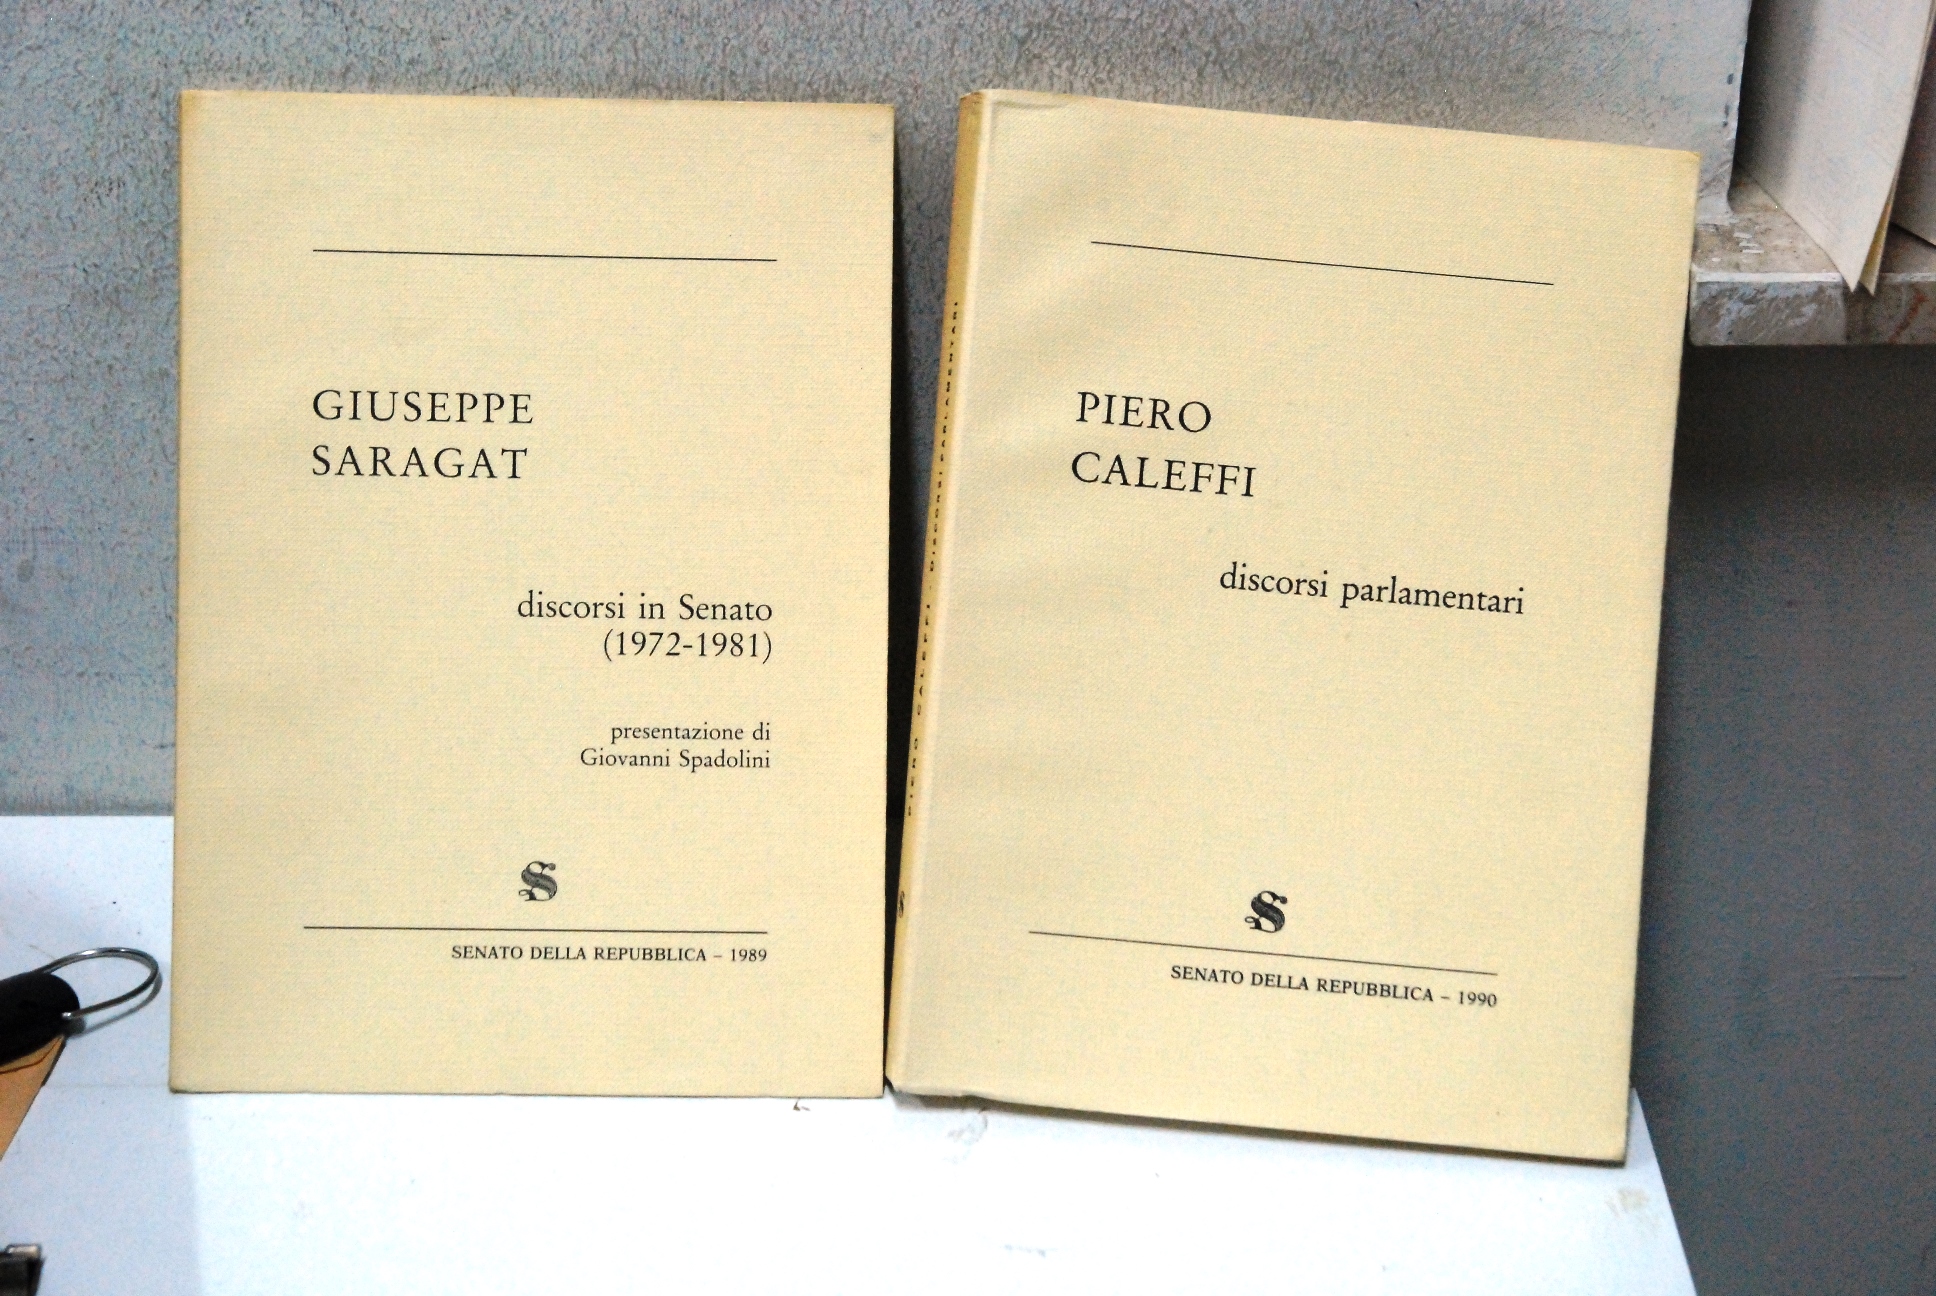 GIUSEPPE
SARAGAT
discorsi in Senato
(1972-1981)
presentazione di
Giovanni Spadolini
S
SENATO DELLA REPUBBLICA – 1989
PIERO CALEFFI - DISCORSI PARLAMENTARI
S
PIERO
CALEFFI
discorsi parlamentari
S
SENATO DELLA REPUBBLICA – 1990